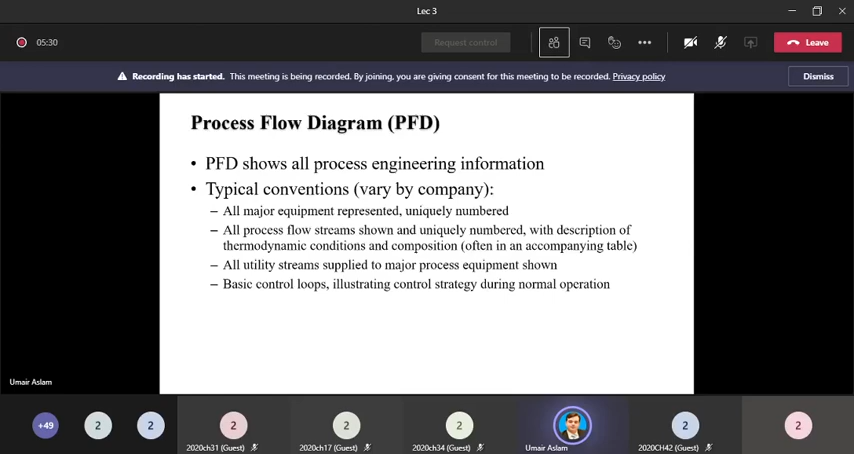 Lec 3
05:30
Request control
Leave
Recording has started. This meeting is being recorded. By joining, you are giving consent for this meeting to be recorded. Privacy policy
Dismiss
Process Flow Diagram (PFD)
• PFD shows all process engineering information
• Typical conventions (vary by company):
– All major equipment represented, uniquely numbered
– All process flow streams shown and uniquely numbered, with description of
thermodynamic conditions and composition (often in an accompanying table)
– All utility streams supplied to major process equipment shown
– Basic control loops, illustrating control strategy during normal operation
Umair Aslam
+49
2
2
2
2
2
2
2
2020ch31 (Guest)
2020ch17 (Guest)
2020ch34 (Guest)
Umair Aslam
2020CH42 (Guest)